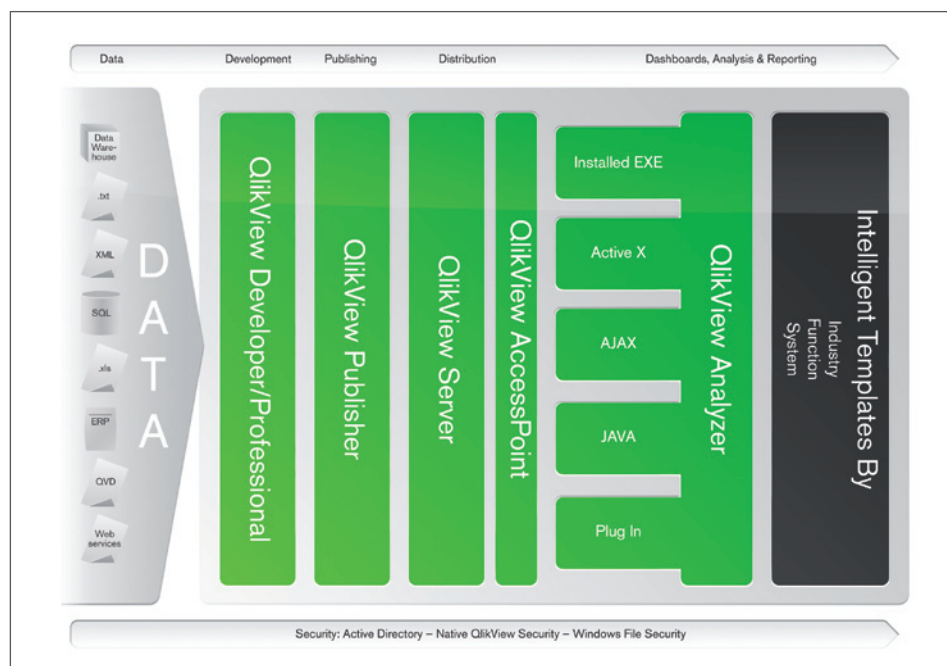 Data
Development
Publishing
Distribution
Dashboards, Analysis & Reporting
Data
Ware-
house
.txt
XML
SQL
.xls
ERP
QVD
Web
services
DATA
QlikView Developer/Professional
QlikView Publisher
QlikView Server
QlikView AccessPoint
Installed EXE
Active X
AJAX
JAVA
Plug In
QlikView Analyzer
Intelligent Templates By
Industry
Function
System
Security: Active Directory – Native QlikView Security – Windows File Security